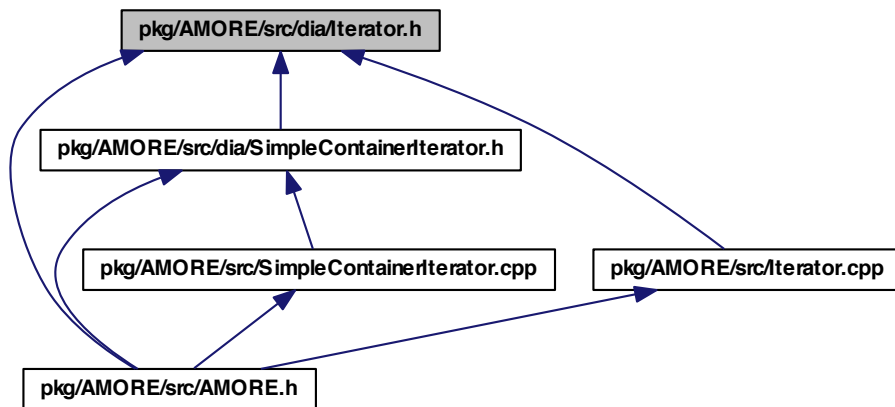 pkg/AMORE/src/dia/Iterator.h
pkg/AMORE/src/dia/SimpleContainerIterator.h
pkg/AMORE/src/SimpleContainerIterator.cpp
pkg/AMORE/src/Iterator.cpp
pkg/AMORE/src/AMORE.h